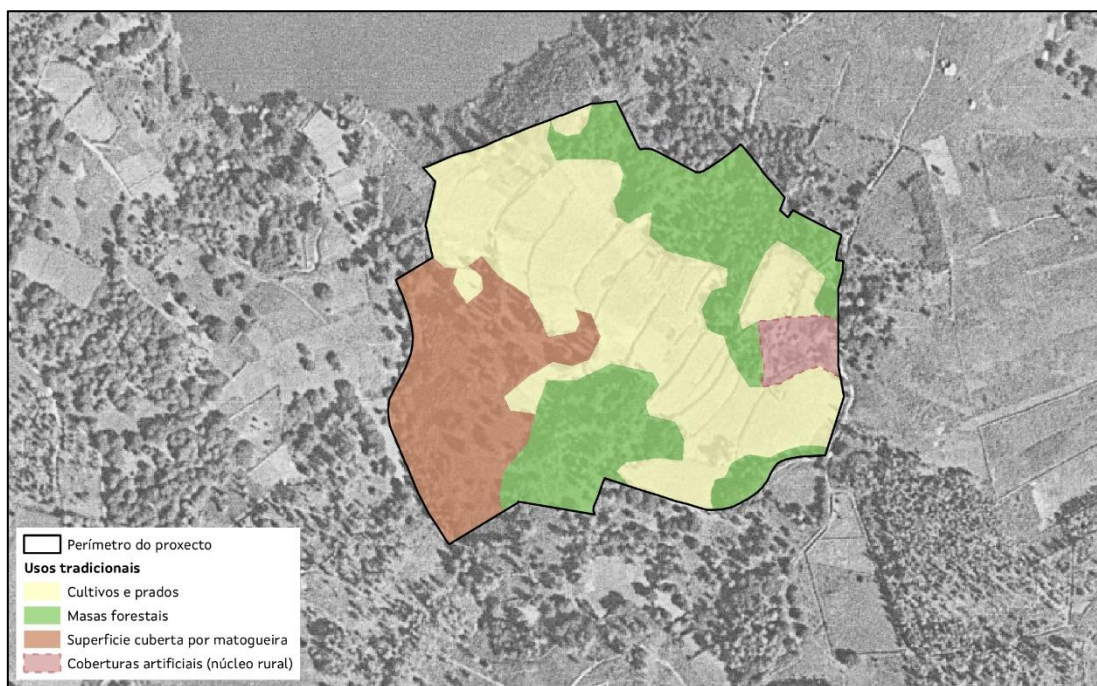 Perímetro do proxecto
Usos tradicionais
Cultivos e prados
Masas forestais
Superficie cuberta por matogueira
Coberturas artificiais (núcleo rural)